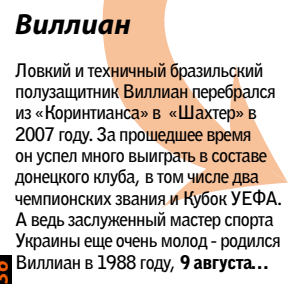 Виллиан
Ловкий и техничный бразильский
полузащитник Виллиан перебрался
из «Коринтианса» в «Шахтер» в
2007 году. За прошедшее время
он успел много выиграть в составе
донецкого клуба, в том числе два
чемпионских звания и Кубок УЕФА.
А ведь заслуженный мастер спорта
Украины еще очень молод - родился
Виллиан в 1988 году, 9 августа...